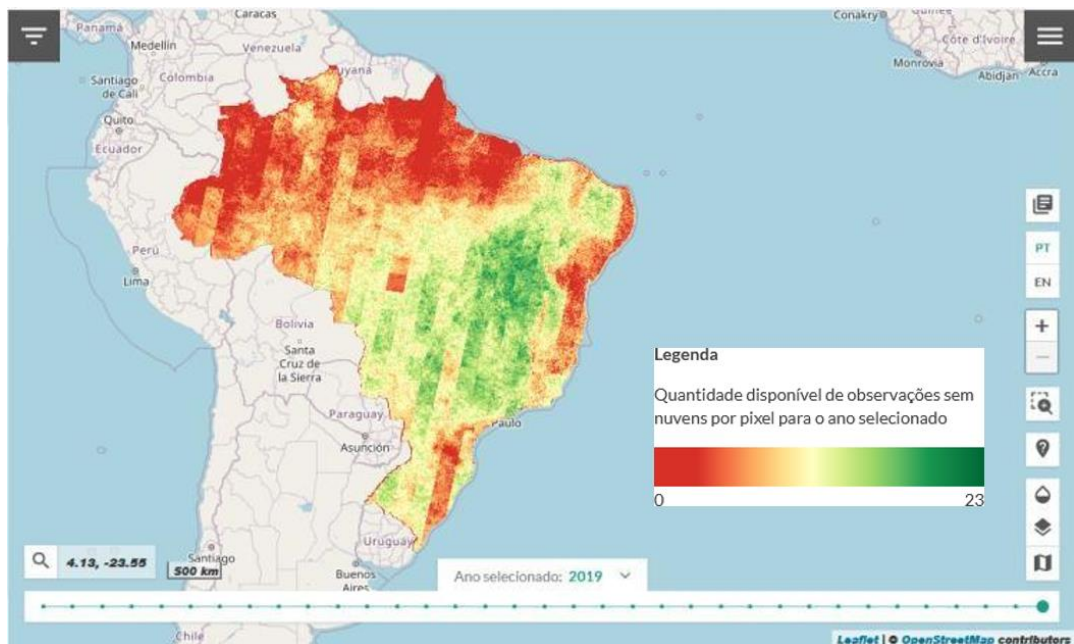 Caracas
Conakry
Panamá
Guinée
Medellín
Venezuela
Côte d'Ivoire
Guyana
Monrovia
Abidjan
Accra
Santiago
de Cali
Colombia
Quito
Ecuador
Perú
Lima
Bolivia
Santa
Cruz de
la Sierra
Paraguay
Asunción
Paulo
Uruguay
Santiago
Buenos
Aires
Chile
PT
EN
+
−
Legenda
Quantidade disponível de observações sem
nuvens por pixel para o ano selecionado
0 23
4.13, -23.55
500 km
Ano selecionado: 2019
Leaflet | © OpenStreetMap contributors